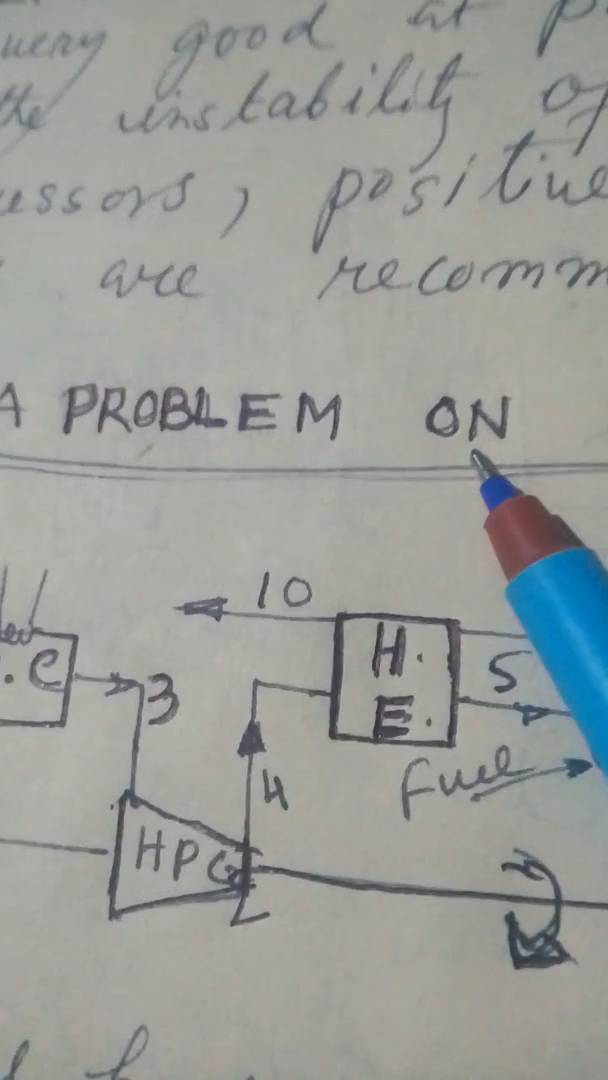 very good at
the instability of
essors, positive
are recomm
A PROBLEM ON
10
H.
E.
5
. C
3
Fuel
4
HPC